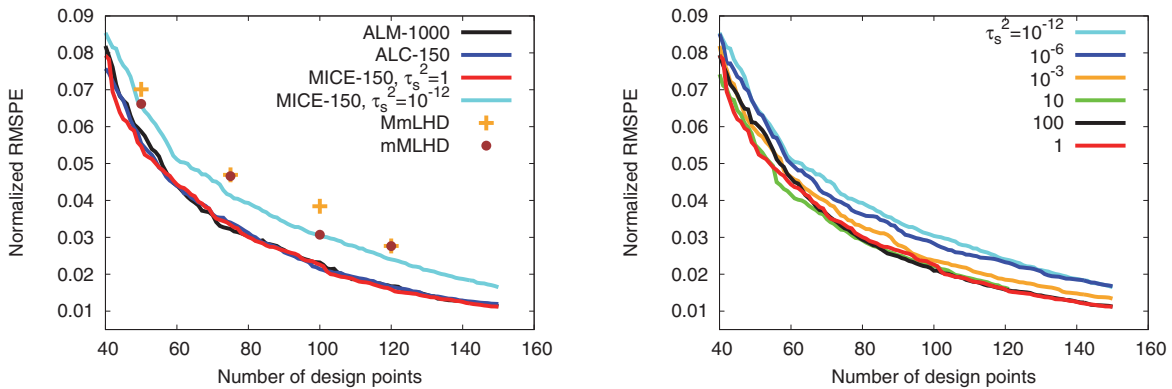 0.09
0.08
0.07
0.06
0.05
0.04
0.03
0.02
0.01
Normalized RMSPE
40 60 80 100 120 140 160
Number of design points
ALM-1000
ALC-150
MICE-150, τs²=1
MICE-150, τs²=10⁻¹²
MmLHD
mMLHD
0.09
0.08
0.07
0.06
0.05
0.04
0.03
0.02
0.01
Normalized RMSPE
40 60 80 100 120 140 160
Number of design points
τs²=10⁻¹²
10⁻⁶
10⁻³
10
100
1